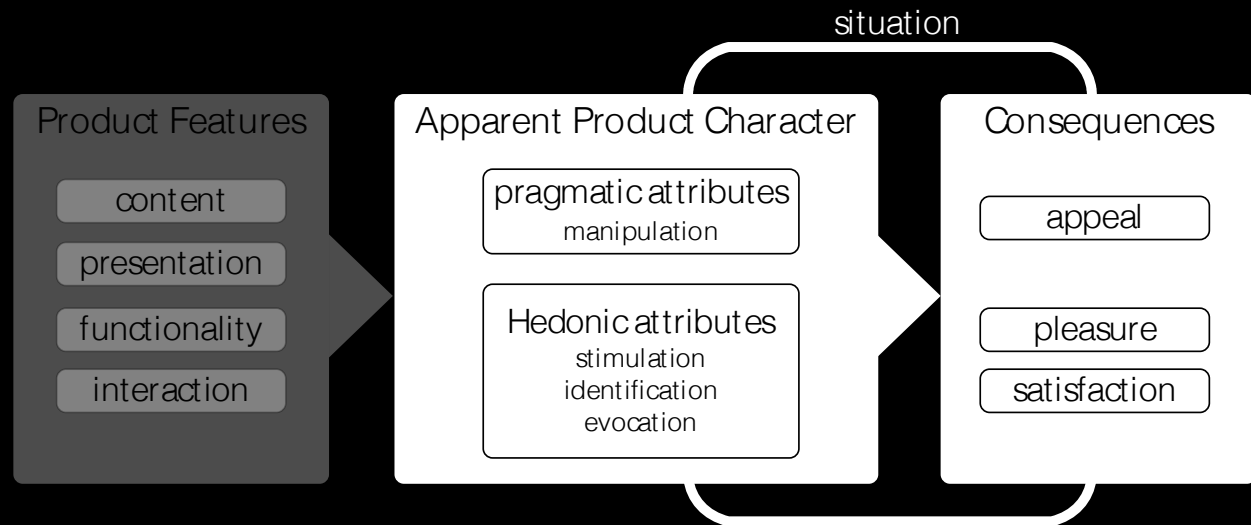 situation
Product Features
content
presentation
functionality
interaction
Apparent Product Character
pragmatic attributes
manipulation
Hedonic attributes
stimulation
identification
evocation
Consequences
appeal
pleasure
satisfaction